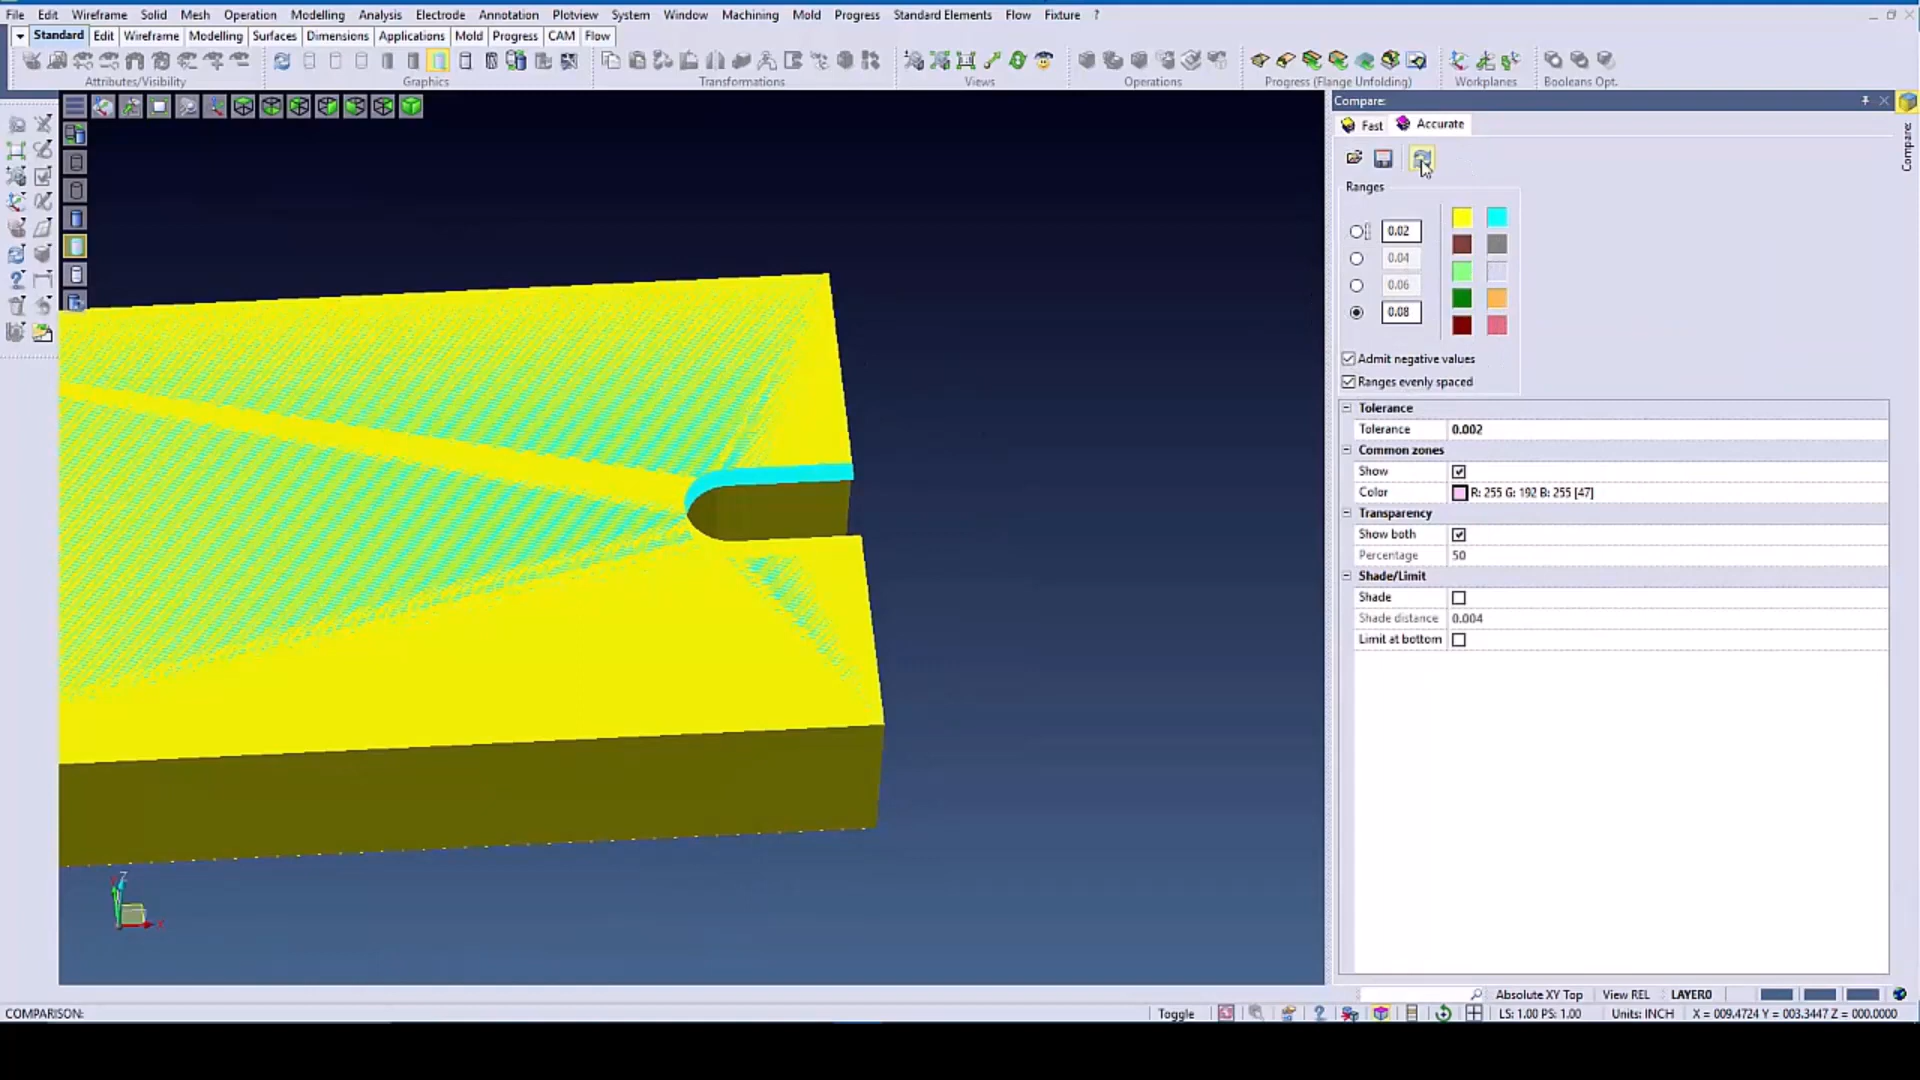 File Edit Wireframe Solid Mesh Operation Modelling Analysis Electrode Annotation Plotview System Window Machining Mold Progress Standard Elements Flow Fixture ?
Standard Edit Wireframe Modelling Surfaces Dimensions Applications Mold Progress CAM Flow
Attributes/Visibility Graphics Transformations Views Operations Progress (Flange Unfolding) Workplanes Booleans Opt.
Compare:
Fast Accurate
Compare:
Ranges
0.02
0.04
0.06
0.08
Admit negative values
Ranges evenly spaced
Tolerance
Tolerance 0.002
Common zones
Show
Color R: 255 G: 192 B: 255 [47]
Transparency
Show both
Percentage 50
Shade/Limit
Shade
Shade distance 0.004
Limit at bottom
Z
X
Absolute XY Top View REL LAYER0
COMPARISON: Toggle LS: 1.00 PS: 1.00 Units: INCH X = 009.4724 Y = 003.3447 Z = 000.0000